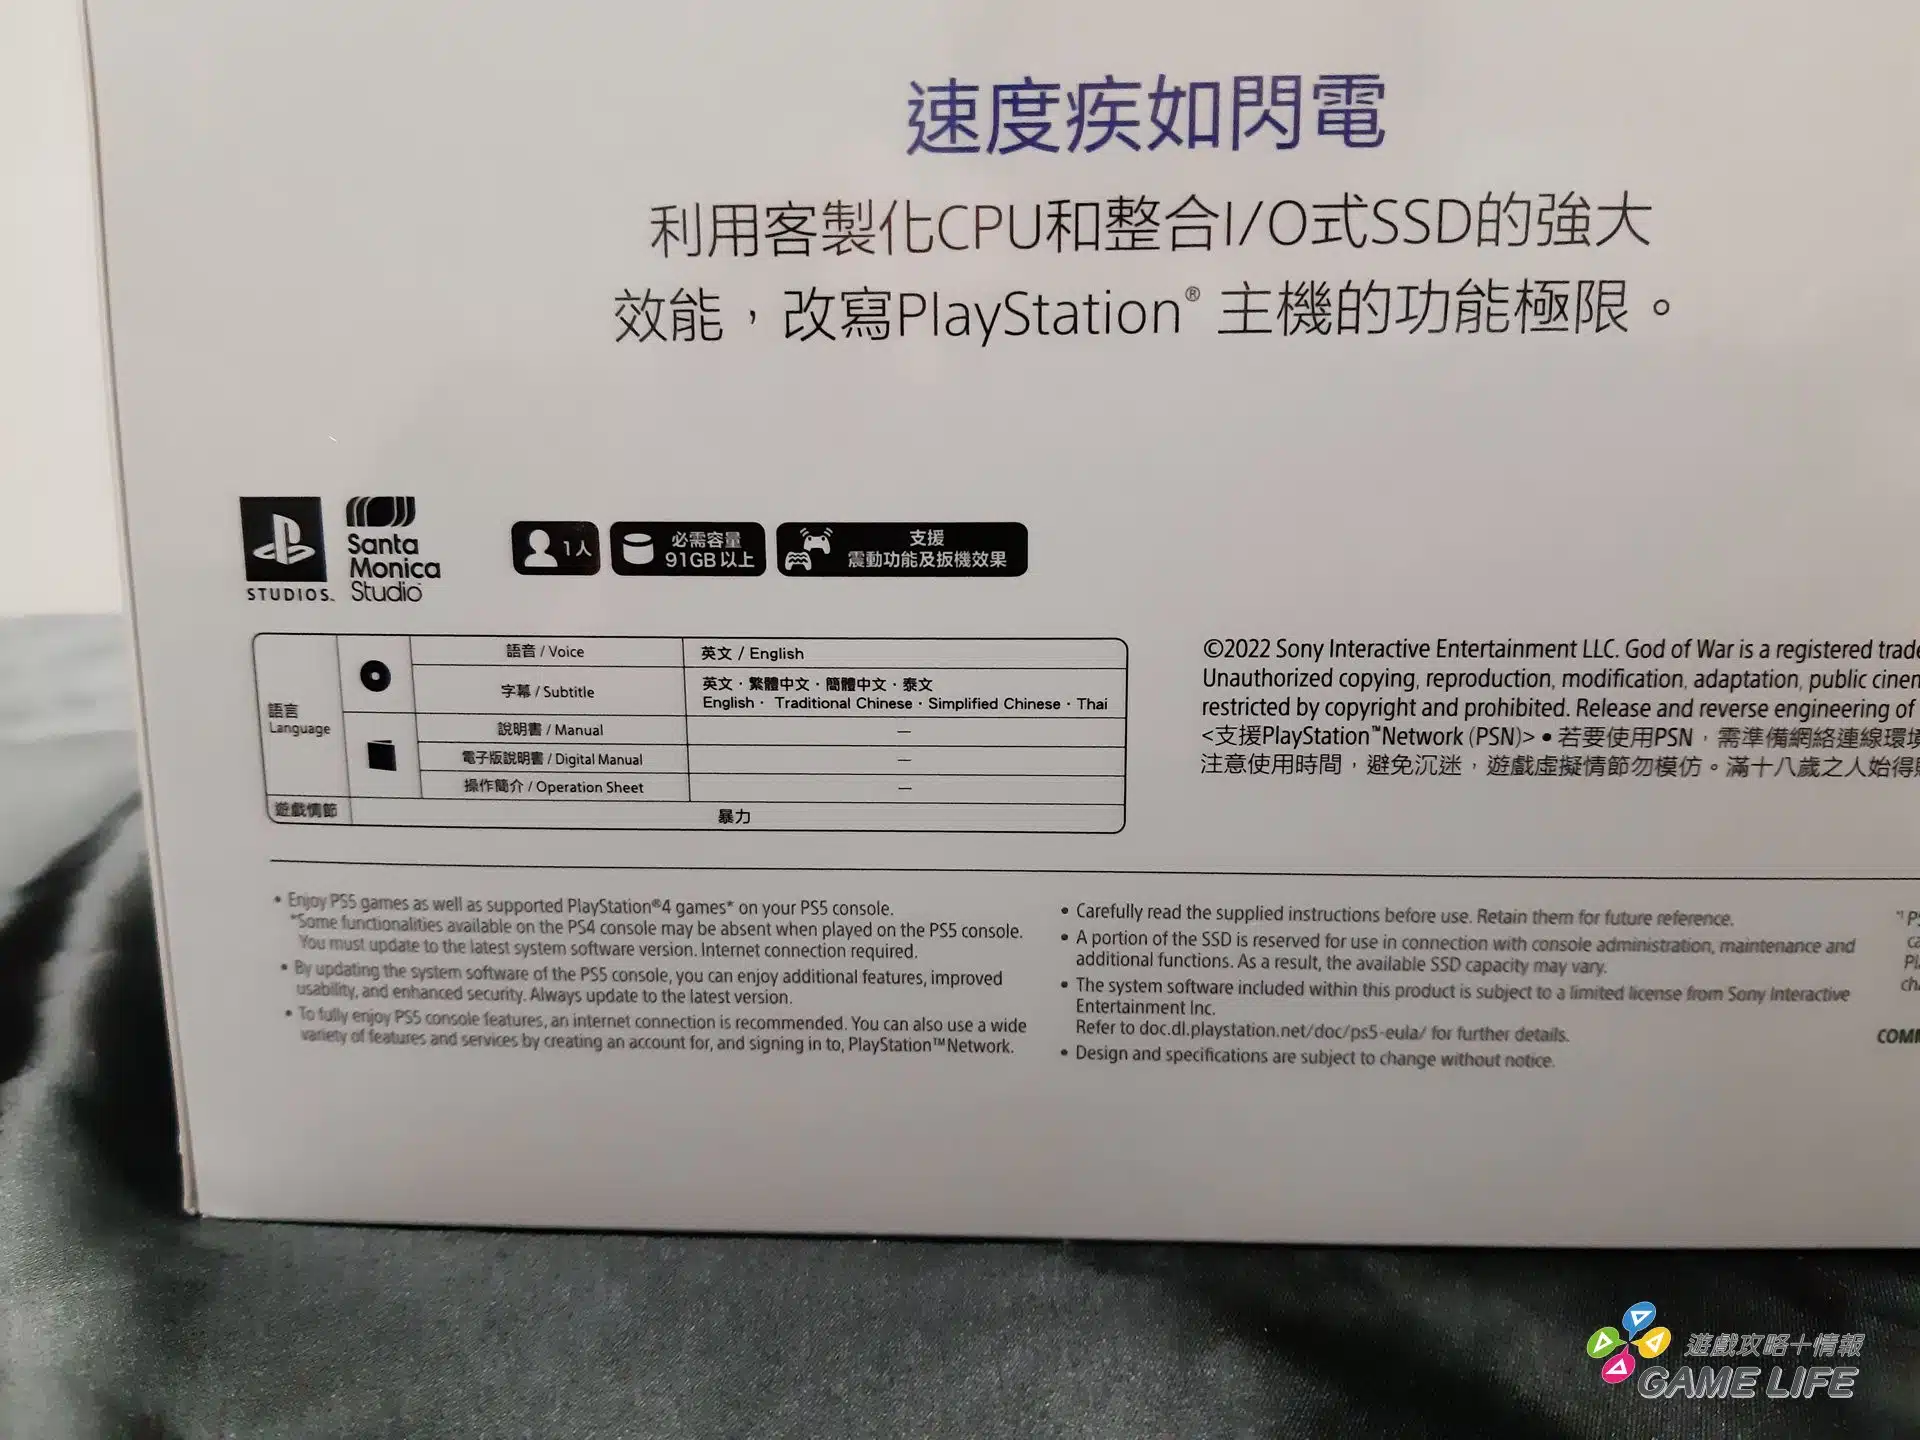 速度疾如閃電
利用客製化CPU和整合I/O式SSD的強大
效能，改寫PlayStation® 主機的功能極限。
STUDIOS™
Santa
Monica
Studio
1人
必需容量
91GB以上
支援
震動功能及扳機效果
語言
Language
語音 / Voice
英文 / English
字幕 / Subtitle
英文・繁體中文・簡體中文・泰文
English・ Traditional Chinese・Simplified Chinese・Thai
說明書 / Manual
—
電子版說明書 / Digital Manual
—
操作簡介 / Operation Sheet
—
遊戲情節
暴力
©2022 Sony Interactive Entertainment LLC. God of War is a registered trade
Unauthorized copying, reproduction, modification, adaptation, public cinem
restricted by copyright and prohibited. Release and reverse engineering of
<支援PlayStation™Network (PSN)> • 若要使用PSN，需準備網絡連線環境
注意使用時間，避免沉迷，遊戲虛擬情節勿模仿。滿十八歲之人始得
• Enjoy PS5 games as well as supported PlayStation®4 games* on your PS5 console.
*Some functionalities available on the PS4 console may be absent when played on the PS5 console.
You must update to the latest system software version. Internet connection required.
• By updating the system software of the PS5 console, you can enjoy additional features, improved
usability, and enhanced security. Always update to the latest version.
• To fully enjoy PS5 console features, an internet connection is recommended. You can also use a wide
variety of features and services by creating an account for, and signing in to, PlayStation™Network.
• Carefully read the supplied instructions before use. Retain them for future reference.
• A portion of the SSD is reserved for use in connection with console administration, maintenance and
additional functions. As a result, the available SSD capacity may vary.
• The system software included within this product is subject to a limited license from Sony Interactive
Entertainment Inc.
Refer to doc.dl.playstation.net/doc/ps5-eula/ for further details.
• Design and specifications are subject to change without notice.
遊戲攻略＋情報
GAME LIFE